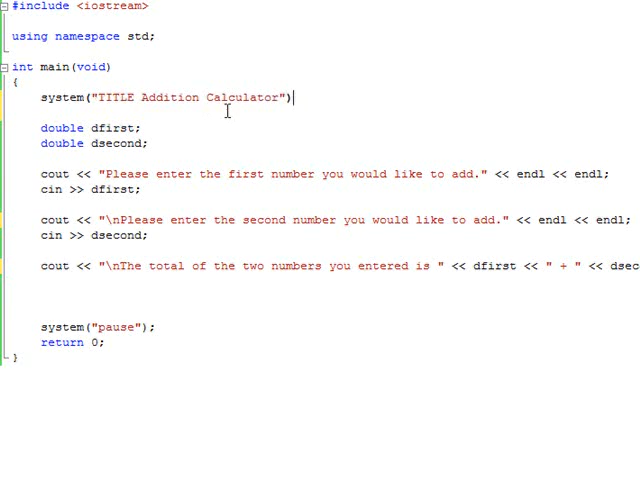 #include <iostream>
using namespace std;
int main(void)
{
system("TITLE Addition Calculator")
double dfirst;
double dsecond;
cout << "Please enter the first number you would like to add." << endl << endl;
cin >> dfirst;
cout << "\nPlease enter the second number you would like to add." << endl << endl;
cin >> dsecond;
cout << "\nThe total of the two numbers you entered is " << dfirst << " + " << dsec
system("pause");
return 0;
}